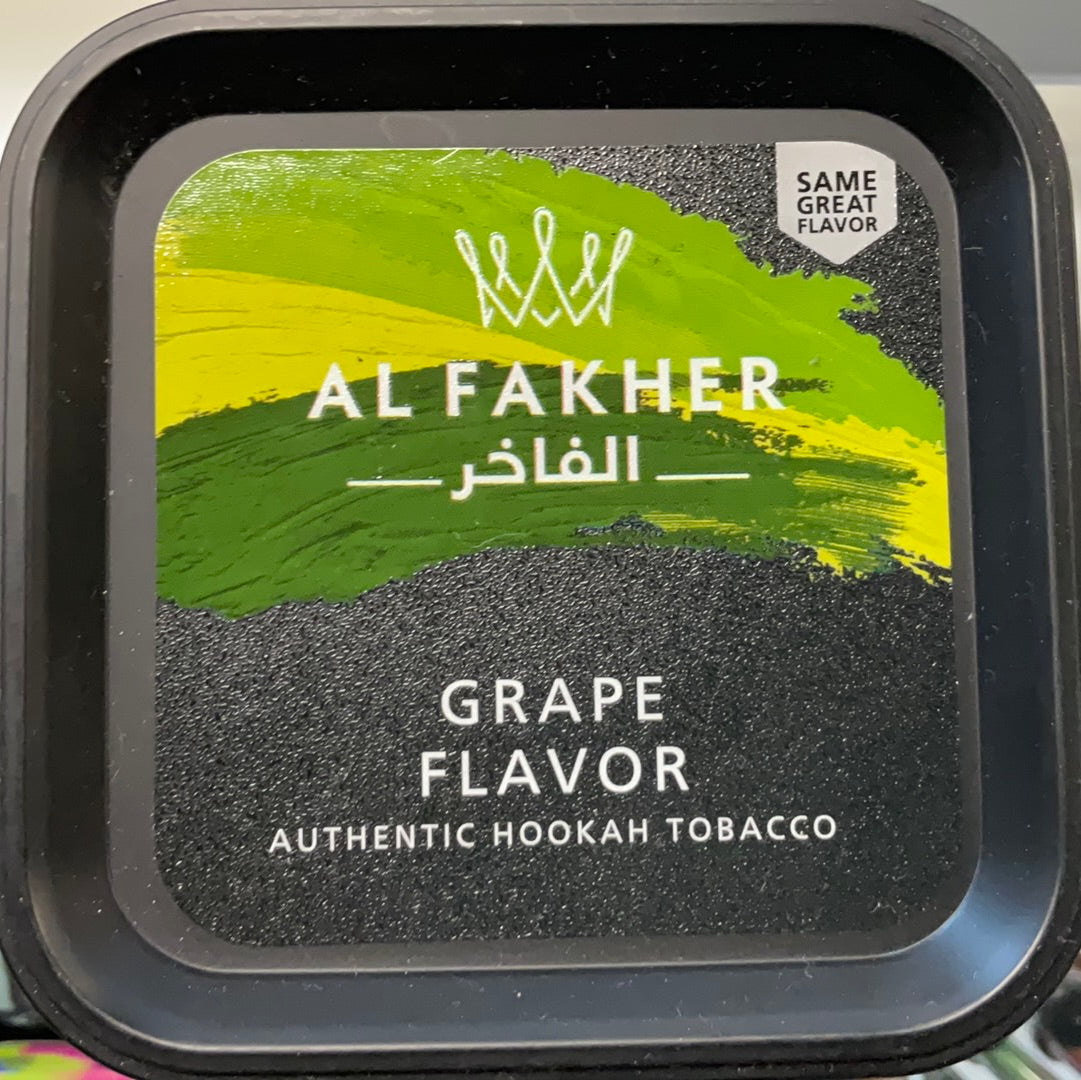 SAME
GREAT
FLAVOR
AL FAKHER
الفاخر
GRAPE
FLAVOR
AUTHENTIC HOOKAH TOBACCO